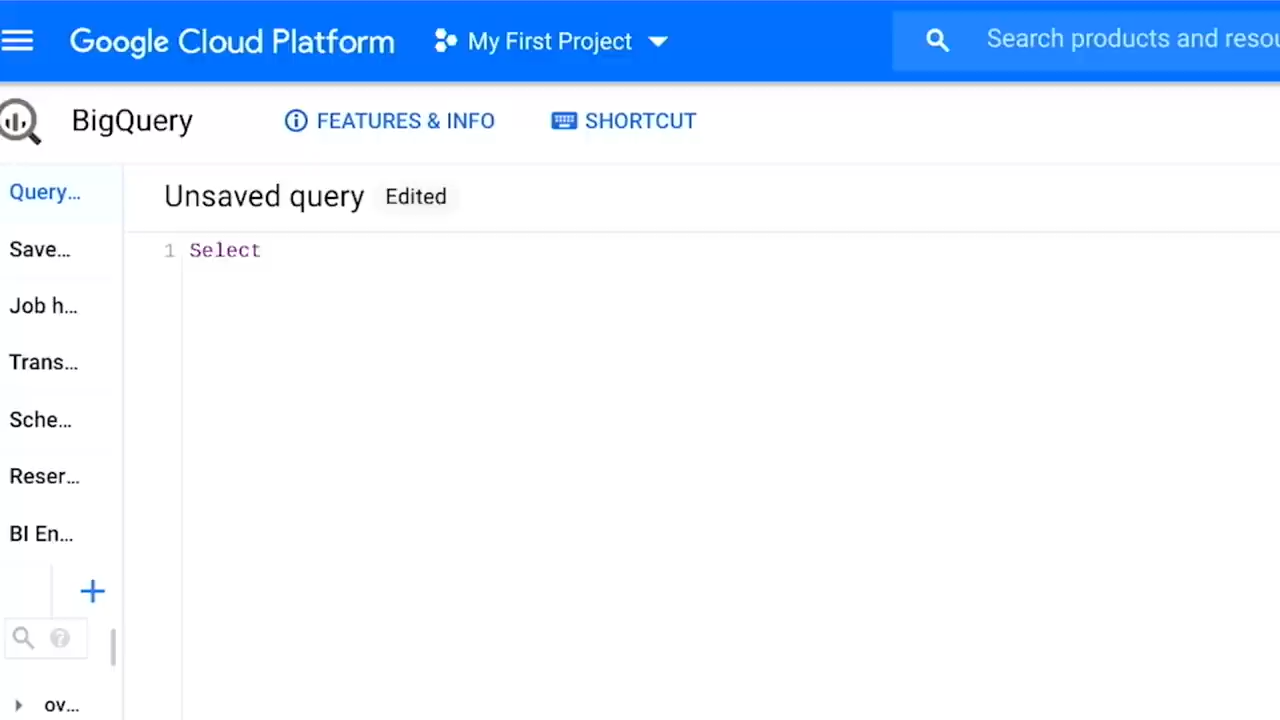 Google Cloud Platform My First Project Search products and resou
BigQuery FEATURES & INFO SHORTCUT
Query...
Unsaved query Edited
Save...
1 Select
Job h...
Trans...
Sche...
Reser...
BI En...
ov...